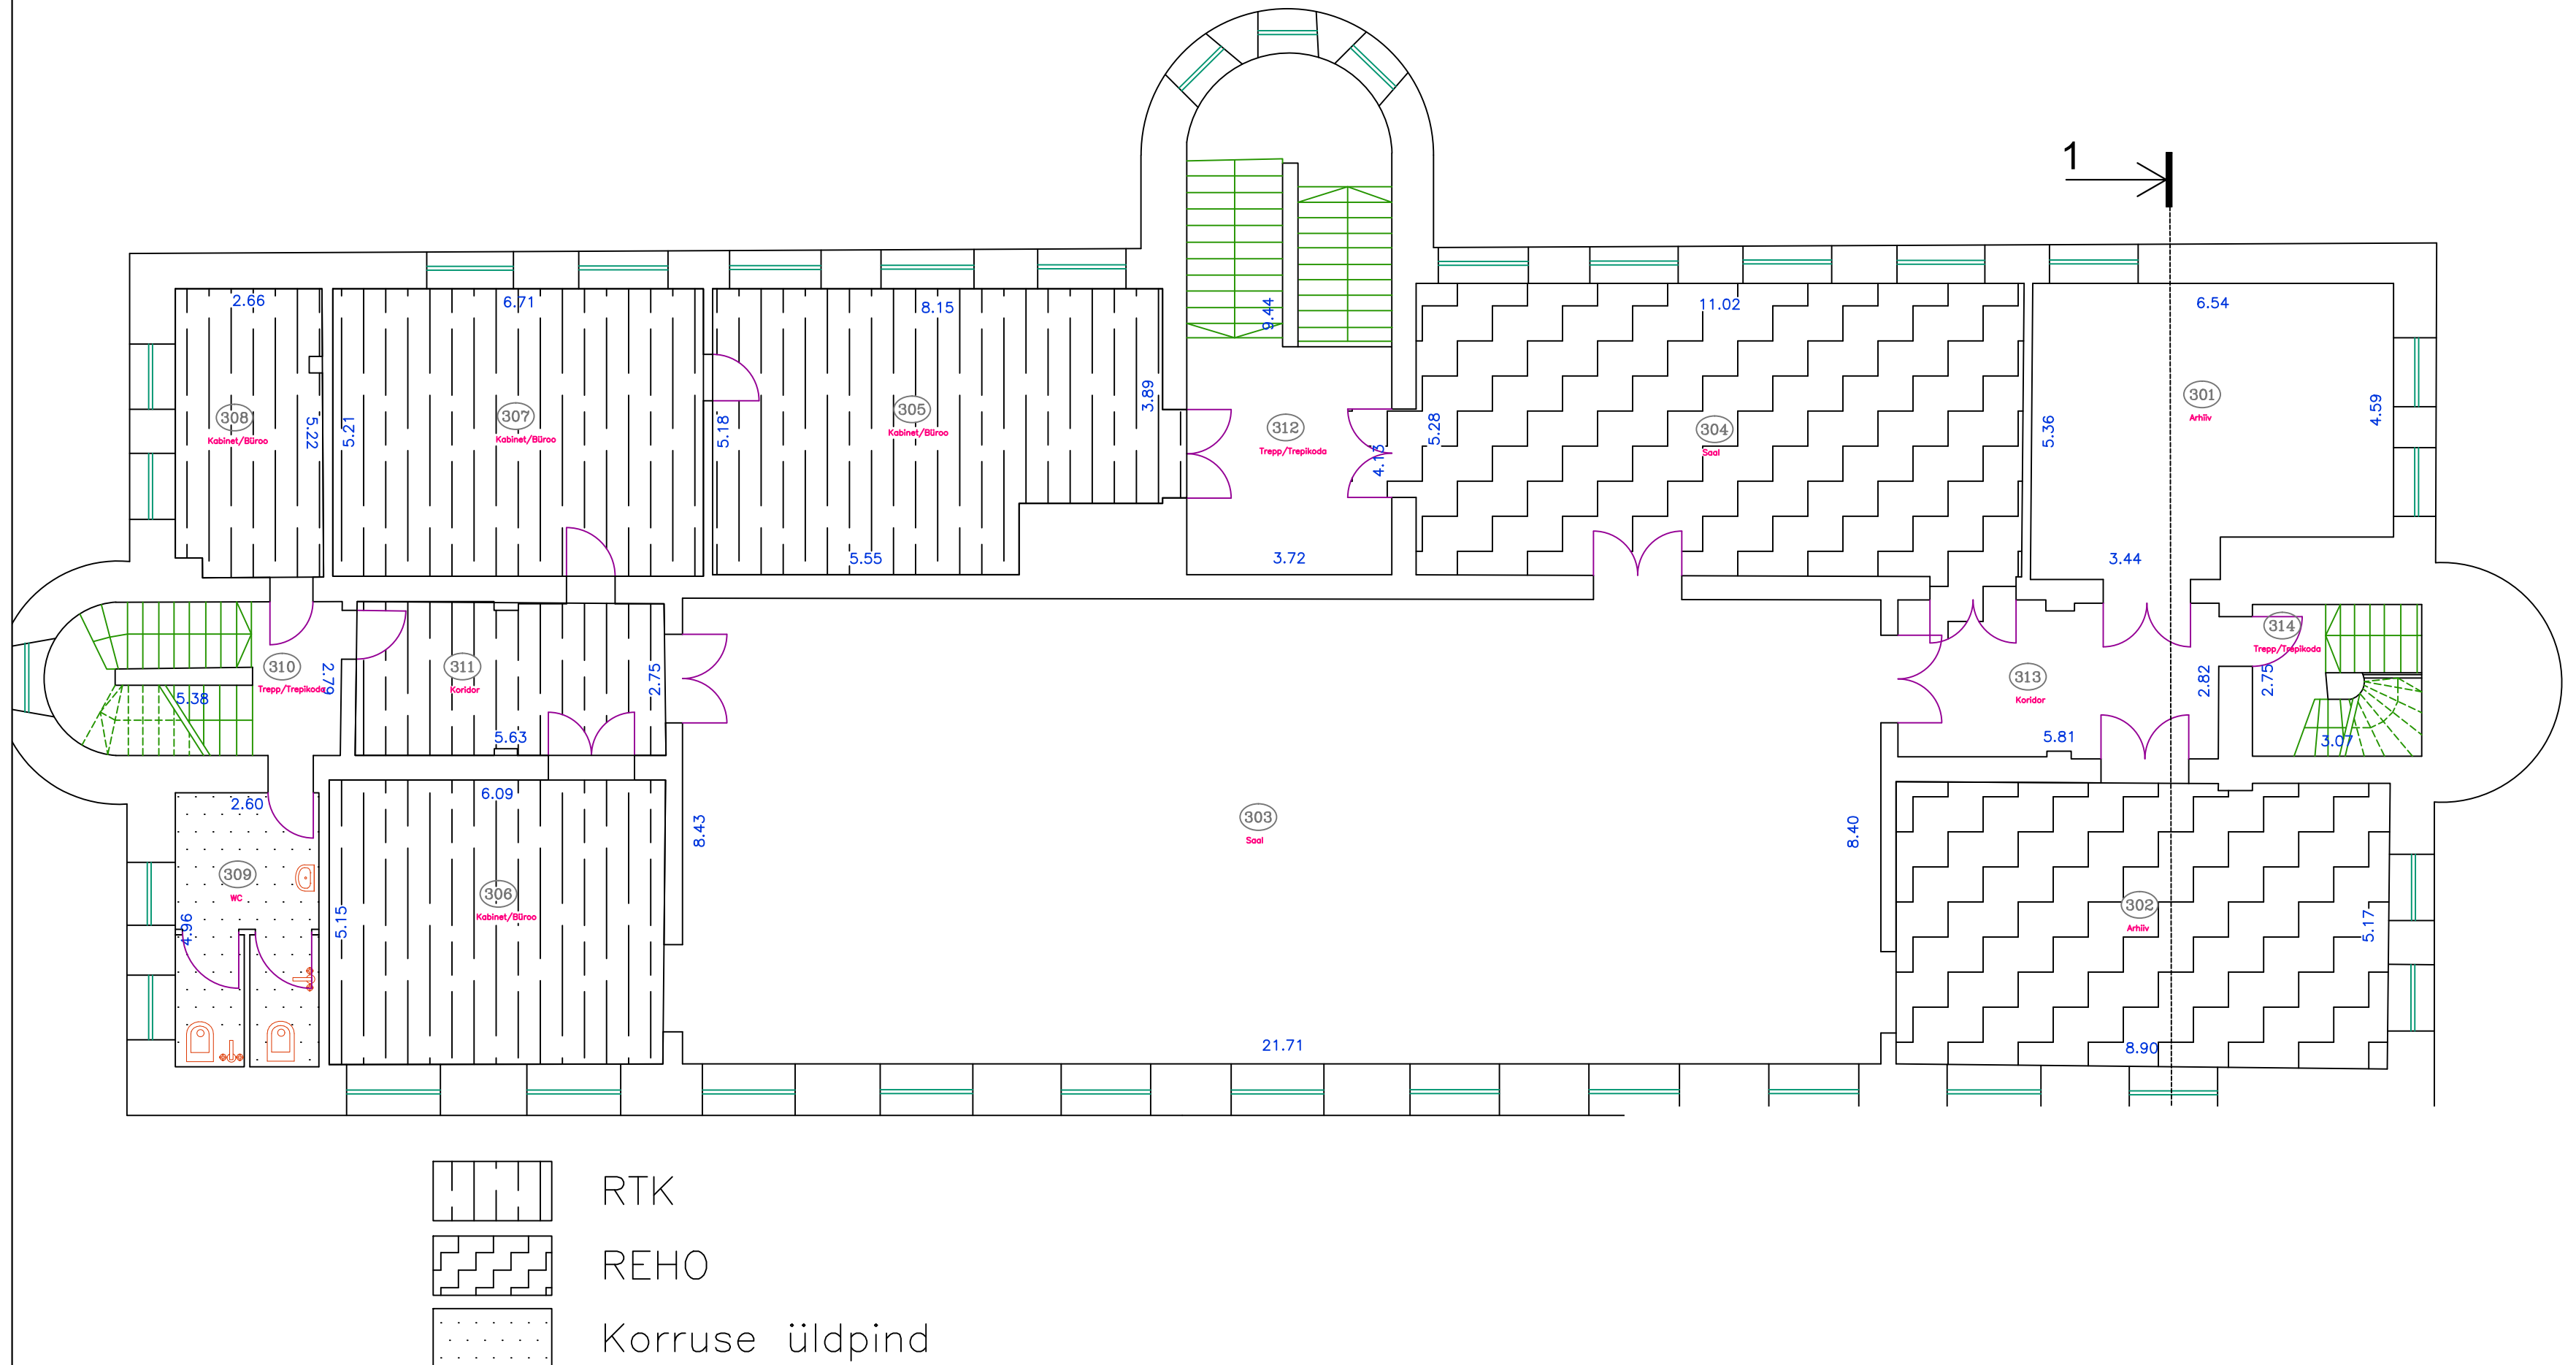 1
2.66
6.71
8.15
9.44
11.02
6.54
308
Kabinet/Büroo
5.22
5.21
307
Kabinet/Büroo
5.18
305
Kabinet/Büroo
3.89
312
Trepp/Trepikoda
4.13
5.28
304
Saal
5.36
301
Arhiiv
4.59
5.55
3.72
3.44
310
Trepp/Trepikoda
5.38
2.79
311
Koridor
2.75
5.63
313
Koridor
5.81
2.82
314
Trepp/Trepikoda
2.75
3.07
2.60
309
WC
4.96
6.09
5.15
306
Kabinet/Büroo
8.43
303
Saal
8.40
21.71
302
Arhiiv
5.17
8.90
RTK
REHO
Korruse üldpind